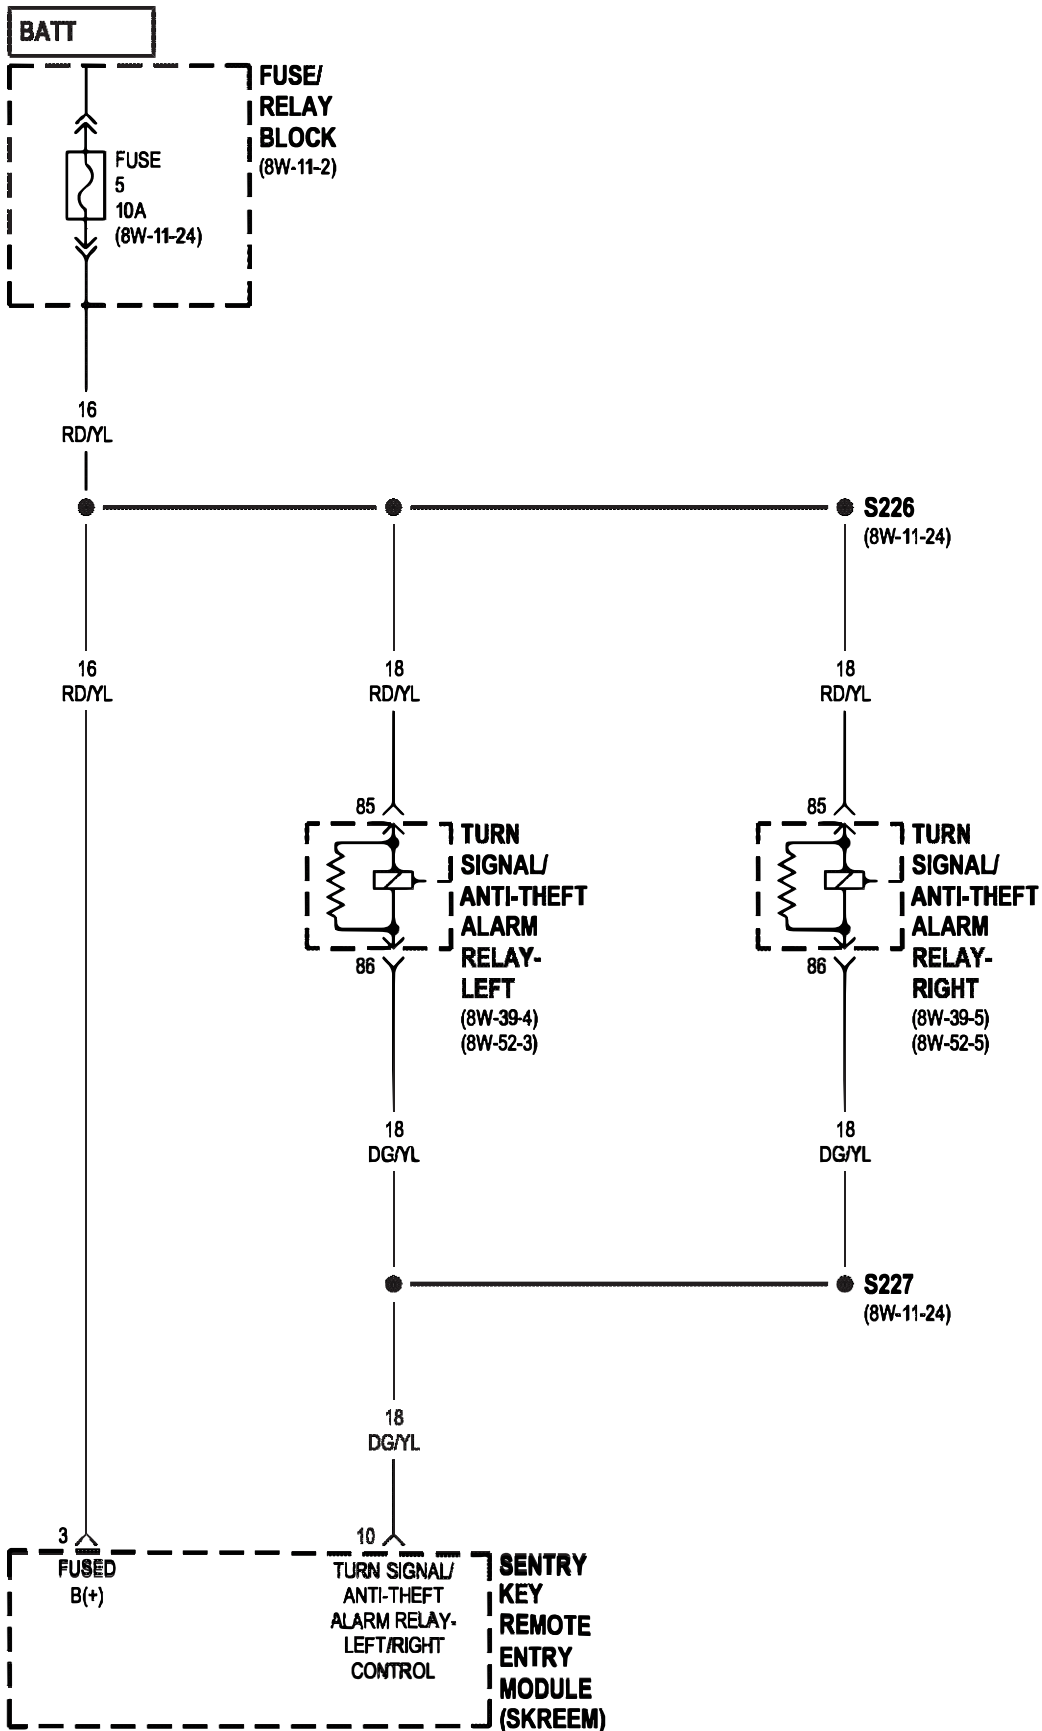 BATT
FUSE/
RELAY
BLOCK
(8W-11-2)
FUSE
5
10A
(8W-11-24)
16
RD/YL
S226
(8W-11-24)
16
RD/YL
18
RD/YL
18
RD/YL
85
TURN
SIGNAL/
ANTI-THEFT
ALARM
RELAY-
LEFT
(8W-39-4)
(8W-52-3)
86
85
TURN
SIGNAL/
ANTI-THEFT
ALARM
RELAY-
RIGHT
(8W-39-5)
(8W-52-5)
86
18
DG/YL
18
DG/YL
S227
(8W-11-24)
18
DG/YL
3
FUSED
B(+)
10
TURN SIGNAL/
ANTI-THEFT
ALARM RELAY-
LEFT/RIGHT
CONTROL
SENTRY
KEY
REMOTE
ENTRY
MODULE
(SKREEM)